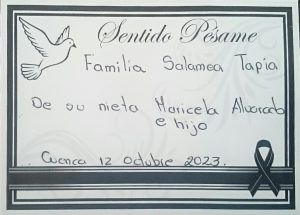 Sentido Pésame
Familia Salamea Tapia
De su nieta Maricela Alvarado
e hijo
Cuenca 12 octubre 2023.